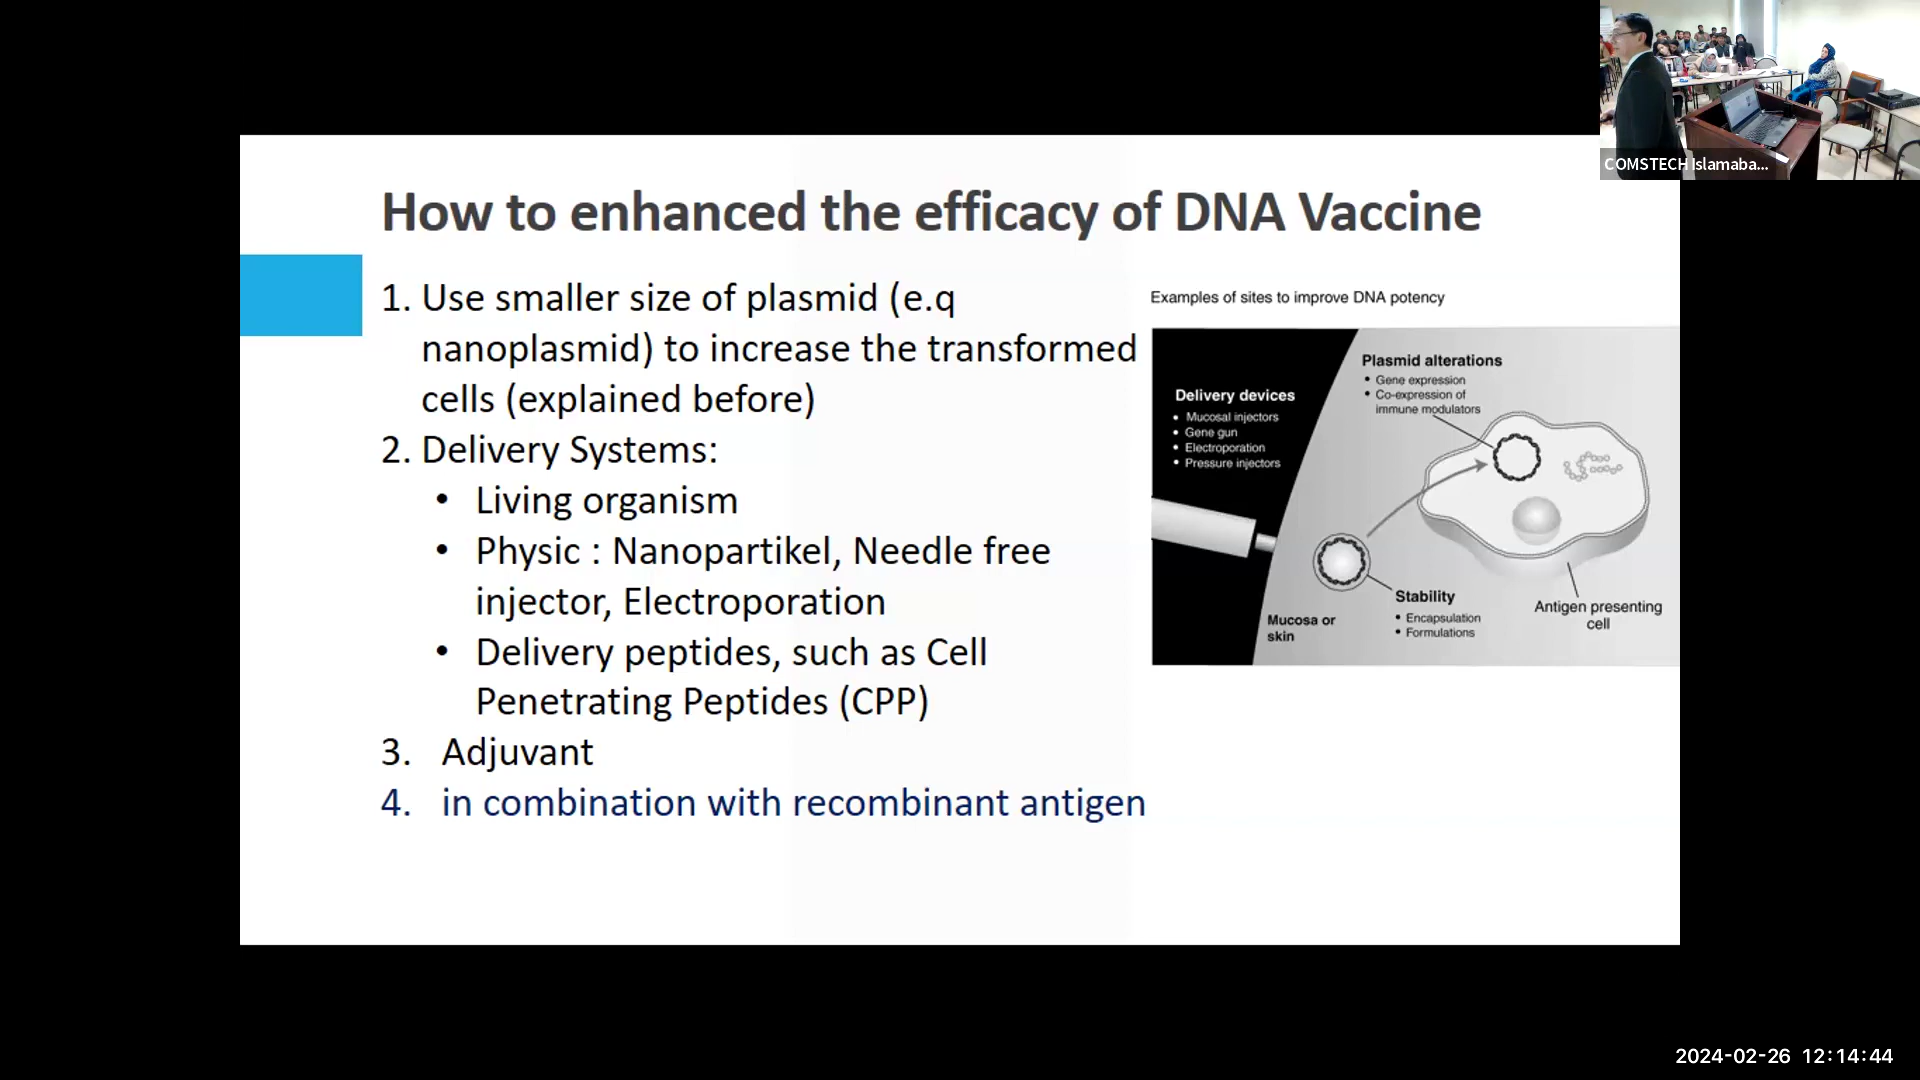 COMSTECH Islamaba...
How to enhanced the efficacy of DNA Vaccine
1. Use smaller size of plasmid (e.q
nanoplasmid) to increase the transformed
cells (explained before)
2. Delivery Systems:
• Living organism
• Physic : Nanopartikel, Needle free
injector, Electroporation
• Delivery peptides, such as Cell
Penetrating Peptides (CPP)
3. Adjuvant
4. in combination with recombinant antigen
Examples of sites to improve DNA potency
Delivery devices
• Mucosal injectors
• Gene gun
• Electroporation
• Pressure injectors
Plasmid alterations
• Gene expression
• Co-expression of
immune modulators
Stability
• Encapsulation
• Formulations
Mucosa or
skin
Antigen presenting
cell
2024-02-26 12:14:44